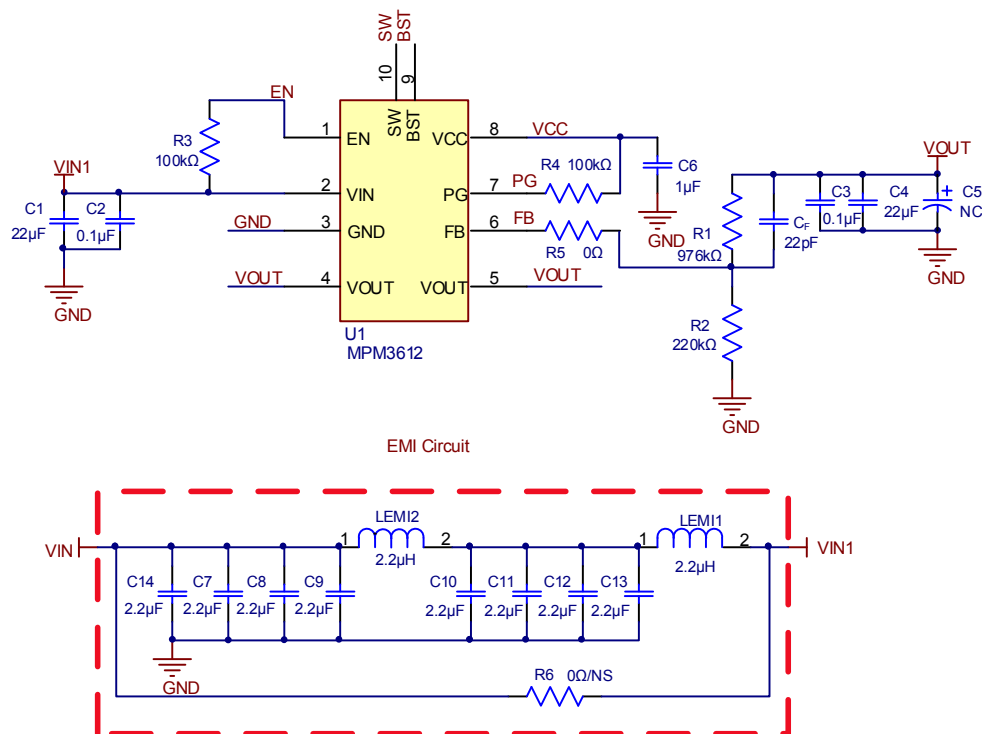 SW
BST
10
9
EN
R3
100kΩ
1
EN
SW
BST
VCC
8
VCC
VIN1
C1
22µF
C2
0.1µF
2
VIN
PG
7
PG
R4 100kΩ
C6
1µF
GND
GND
3
GND
FB
6
FB
R5 0Ω
VOUT
4
VOUT
VOUT
5
VOUT
GND
U1
MPM3612
R1
976kΩ
CF
22pF
C3
0.1µF
C4
22µF
VOUT
+
C5
NC
GND
R2
220kΩ
GND
EMI Circuit
VIN
1
LEMI2
2
2.2µH
1
LEMI1
2
2.2µH
VIN1
C14
2.2µF
C7
2.2µF
C8
2.2µF
C9
2.2µF
C10
2.2µF
C11
2.2µF
C12
2.2µF
C13
2.2µF
GND
R6 0Ω/NS